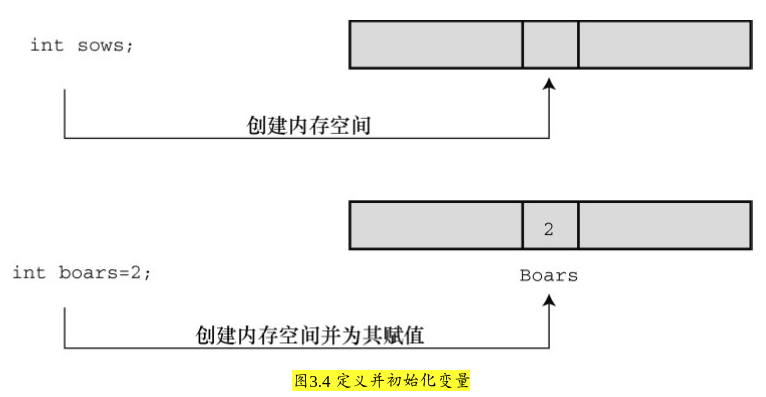 int sows;
创建内存空间
2
int boars=2;
Boars
创建内存空间并为其赋值
图3.4 定义并初始化变量